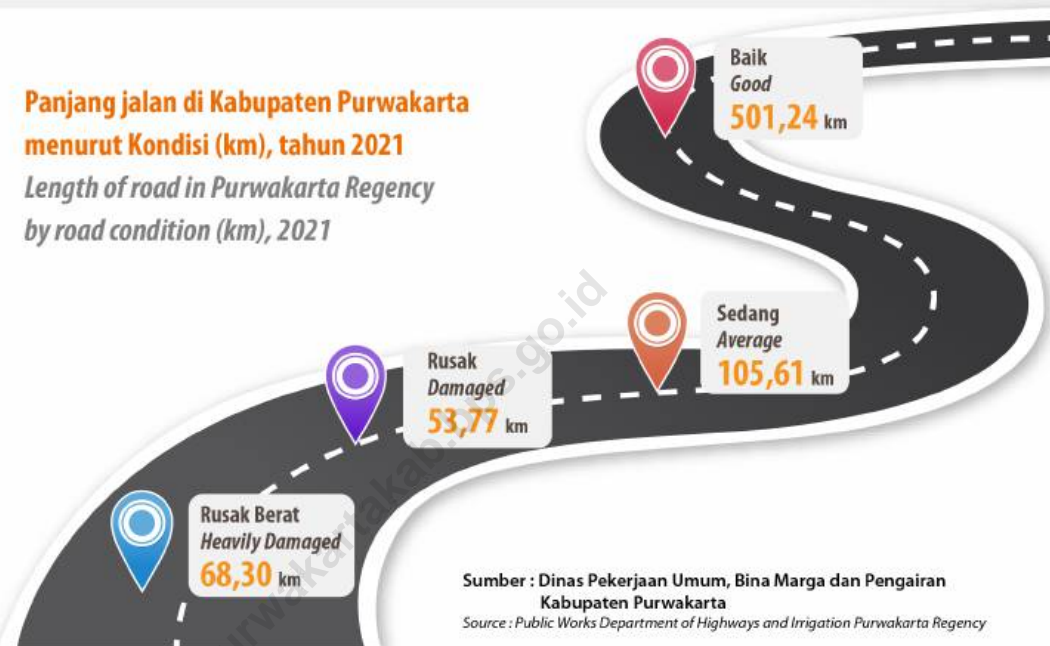 Panjang jalan di Kabupaten Purwakarta
menurut Kondisi (km), tahun 2021
Length of road in Purwakarta Regency
by road condition (km), 2021
Baik
Good
501,24 km
Sedang
Average
105,61 km
Rusak
Damaged
53,77 km
Rusak Berat
Heavily Damaged
68,30 km
Sumber : Dinas Pekerjaan Umum, Bina Marga dan Pengairan
Kabupaten Purwakarta
Source : Public Works Department of Highways and Irrigation Purwakarta Regency